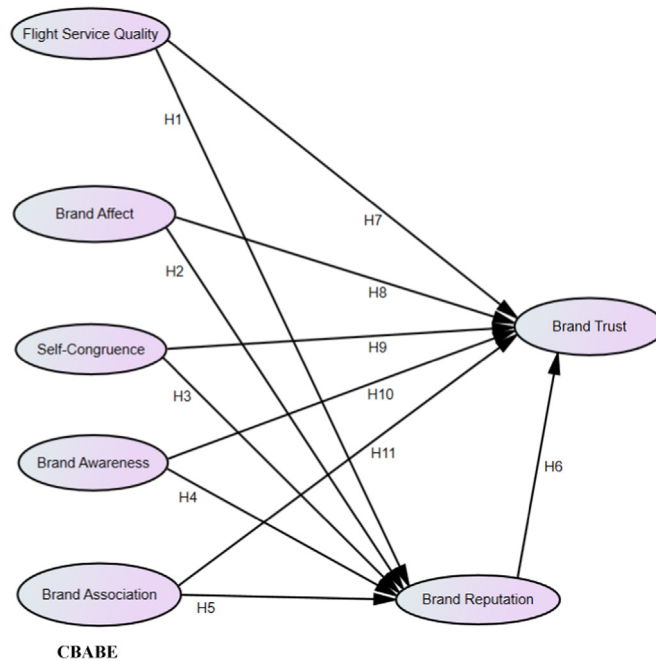 Flight Service Quality
H1
H7
Brand Affect
H2
H8
Brand Trust
Self-Congruence
H9
H3
H10
Brand Awareness
H11
H6
H4
Brand Association
H5
Brand Reputation
CBABE